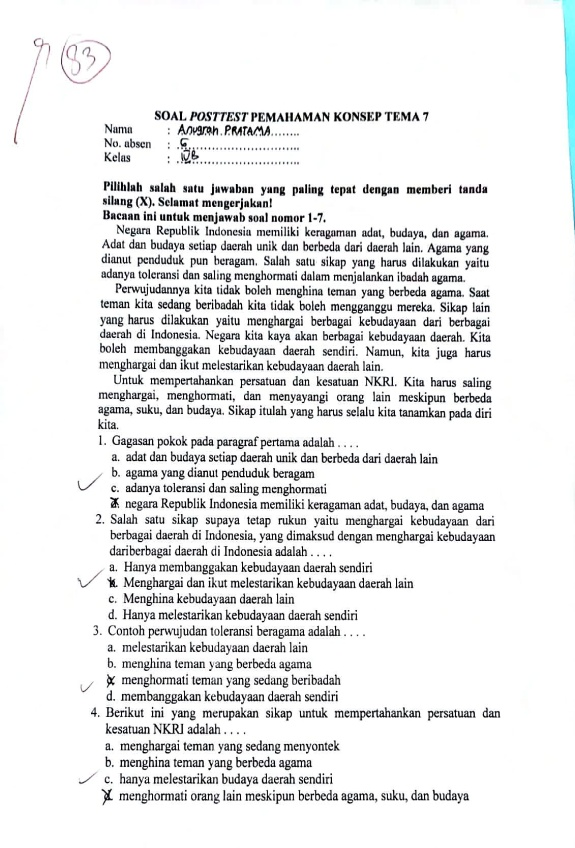 83
SOAL POSTTEST PEMAHAMAN KONSEP TEMA 7
Nama : Anugrah.PRATAMA........
No. absen :
Kelas : IVB
Pilihlah salah satu jawaban yang paling tepat dengan memberi tanda
silang (X). Selamat mengerjakan!
Bacaan ini untuk menjawab soal nomor 1-7.
Negara Republik Indonesia memiliki keragaman adat, budaya, dan agama.
Adat dan budaya setiap daerah unik dan berbeda dari daerah lain. Agama yang
dianut penduduk pun beragam. Salah satu sikap yang harus dilakukan yaitu
adanya toleransi dan saling menghormati dalam menjalankan ibadah agama.
Perwujudannya kita tidak boleh menghina teman yang berbeda agama. Saat
teman kita sedang beribadah kita tidak boleh mengganggu mereka. Sikap lain
yang harus dilakukan yaitu menghargai berbagai kebudayaan dari berbagai
daerah di Indonesia. Negara kita kaya akan berbagai kebudayaan daerah. Kita
boleh membanggakan kebudayaan daerah sendiri. Namun, kita juga harus
menghargai dan ikut melestarikan kebudayaan daerah lain.
Untuk mempertahankan persatuan dan kesatuan NKRI. Kita harus saling
menghargai, menghormati, dan menyayangi orang lain meskipun berbeda
agama, suku, dan budaya. Sikap itulah yang harus selalu kita tanamkan pada diri
kita.
1. Gagasan pokok pada paragraf pertama adalah . . . .
a. adat dan budaya setiap daerah unik dan berbeda dari daerah lain
b. agama yang dianut penduduk beragam
c. adanya toleransi dan saling menghormati
d. negara Republik Indonesia memiliki keragaman adat, budaya, dan agama
2. Salah satu sikap supaya tetap rukun yaitu menghargai kebudayaan dari
berbagai daerah di Indonesia, yang dimaksud dengan menghargai kebudayaan
dariberbagai daerah di Indonesia adalah . . . .
a. Hanya membanggakan kebudayaan daerah sendiri
b. Menghargai dan ikut melestarikan kebudayaan daerah lain
c. Menghina kebudayaan daerah lain
d. Hanya melestarikan kebudayaan daerah sendiri
3. Contoh perwujudan toleransi beragama adalah . . . .
a. melestarikan kebudayaan daerah lain
b. menghina teman yang berbeda agama
c. menghormati teman yang sedang beribadah
d. membanggakan kebudayaan daerah sendiri
4. Berikut ini yang merupakan sikap untuk mempertahankan persatuan dan
kesatuan NKRI adalah . . . .
a. menghargai teman yang sedang menyontek
b. menghina teman yang berbeda agama
c. hanya melestarikan budaya daerah sendiri
d. menghormati orang lain meskipun berbeda agama, suku, dan budaya